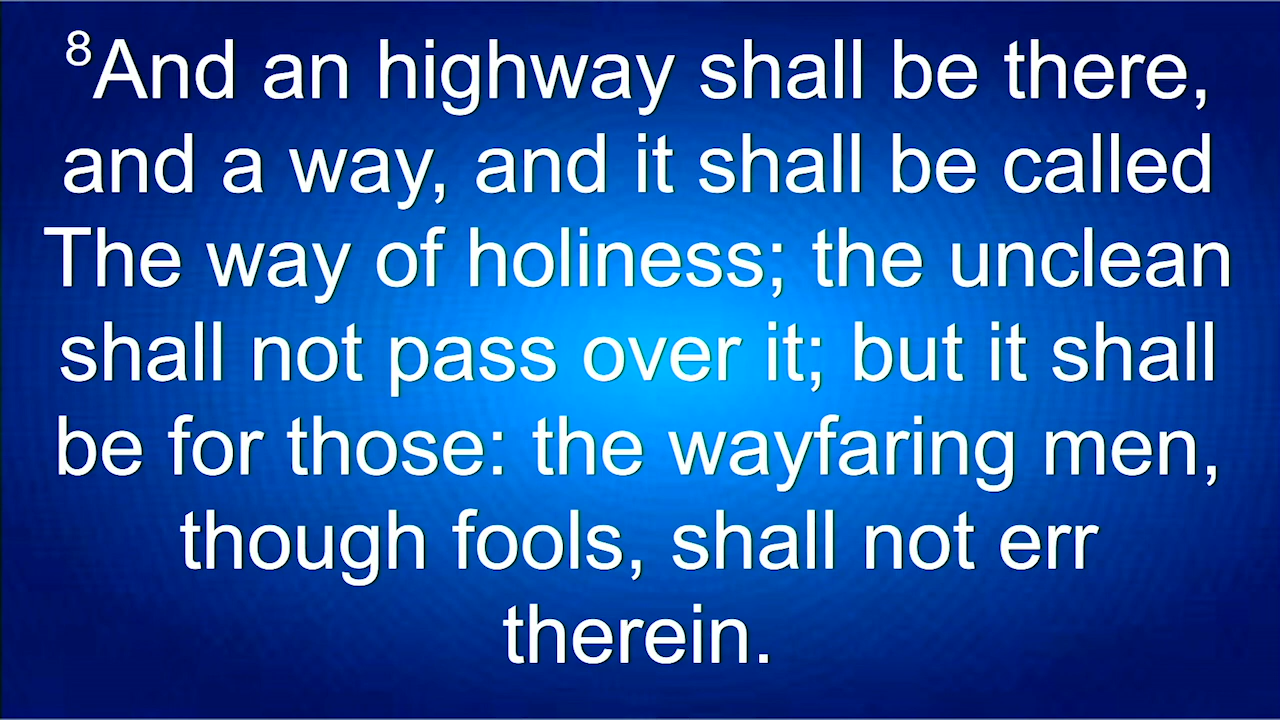 ⁸And an highway shall be there,
and a way, and it shall be called
The way of holiness; the unclean
shall not pass over it; but it shall
be for those: the wayfaring men,
though fools, shall not err
therein.